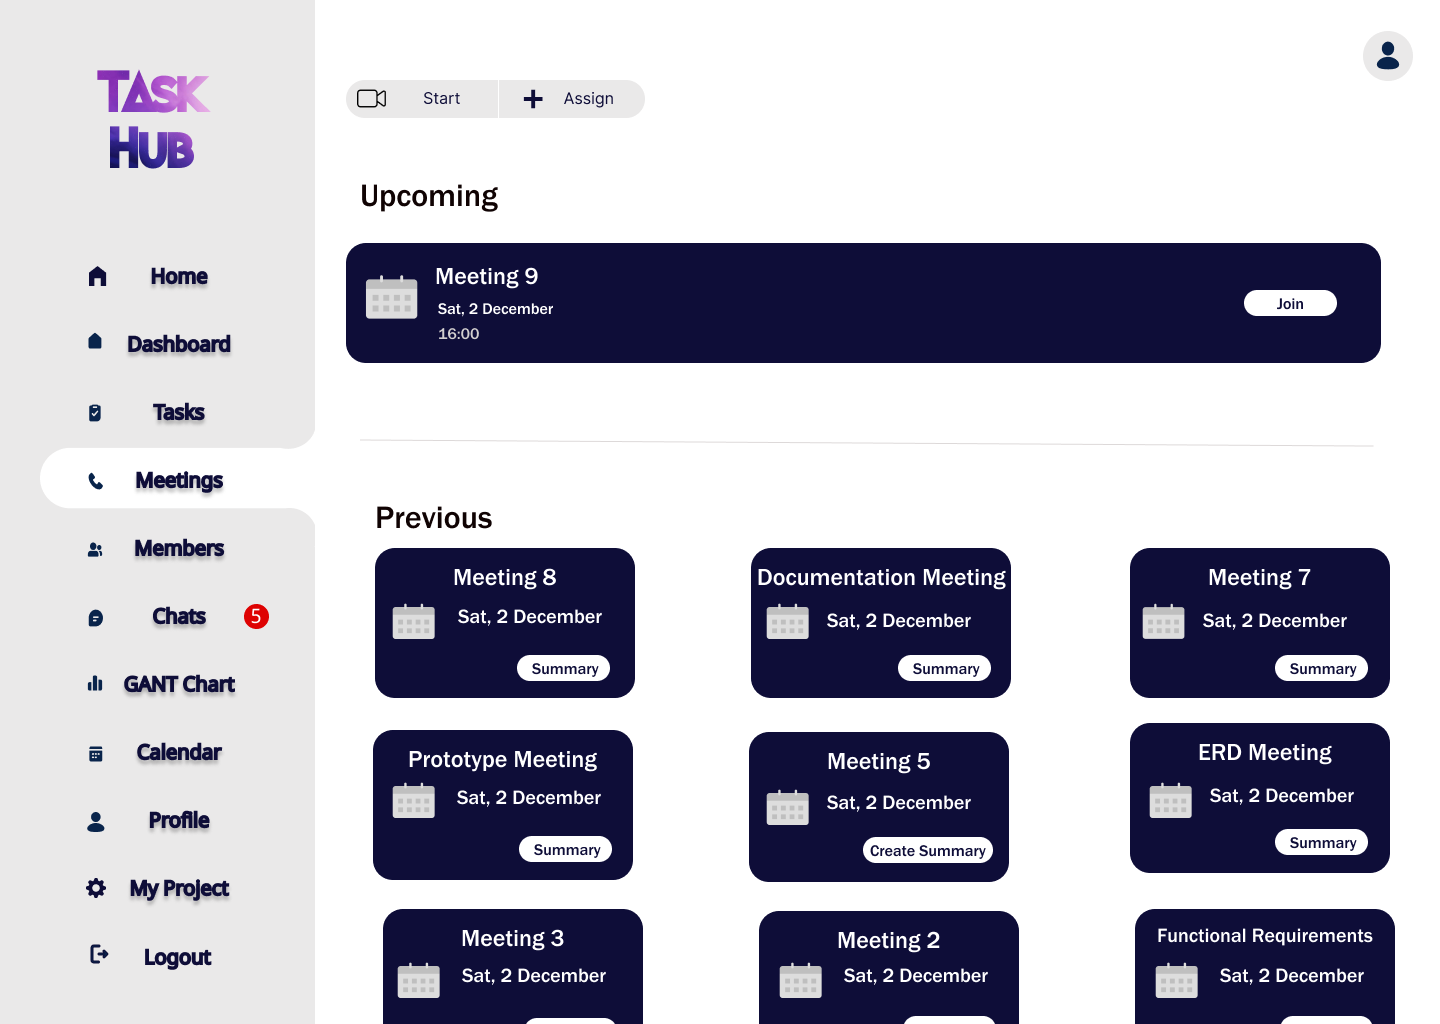 TASK
HUB
Home
Dashboard
Tasks
Meetings
Members
Chats
5
GANT Chart
Calendar
Profile
My Project
Logout
Start
Assign
Upcoming
Meeting 9
Sat, 2 December
16:00
Join
Previous
Meeting 8
Sat, 2 December
Summary
Documentation Meeting
Sat, 2 December
Summary
Meeting 7
Sat, 2 December
Summary
Prototype Meeting
Sat, 2 December
Summary
Meeting 5
Sat, 2 December
Create Summary
ERD Meeting
Sat, 2 December
Summary
Meeting 3
Sat, 2 December
Meeting 2
Sat, 2 December
Functional Requirements
Sat, 2 December